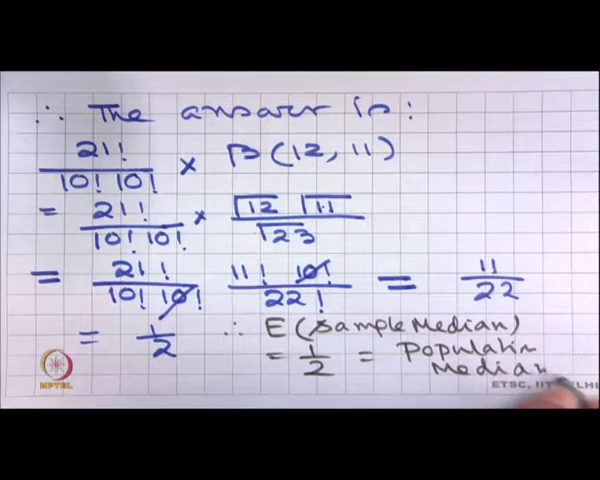 ∴ The answer is:
21!/10! 10! × β(12, 11)
= 21!/10! 10! × Γ12 Γ11/Γ23
= 21!/10! 10! 11! 10!/22! = 11/22
= 1/2 ∴ E(Sample Median)
= 1/2 = Population
Median
NPTEL
ETSC, IIT DELHI